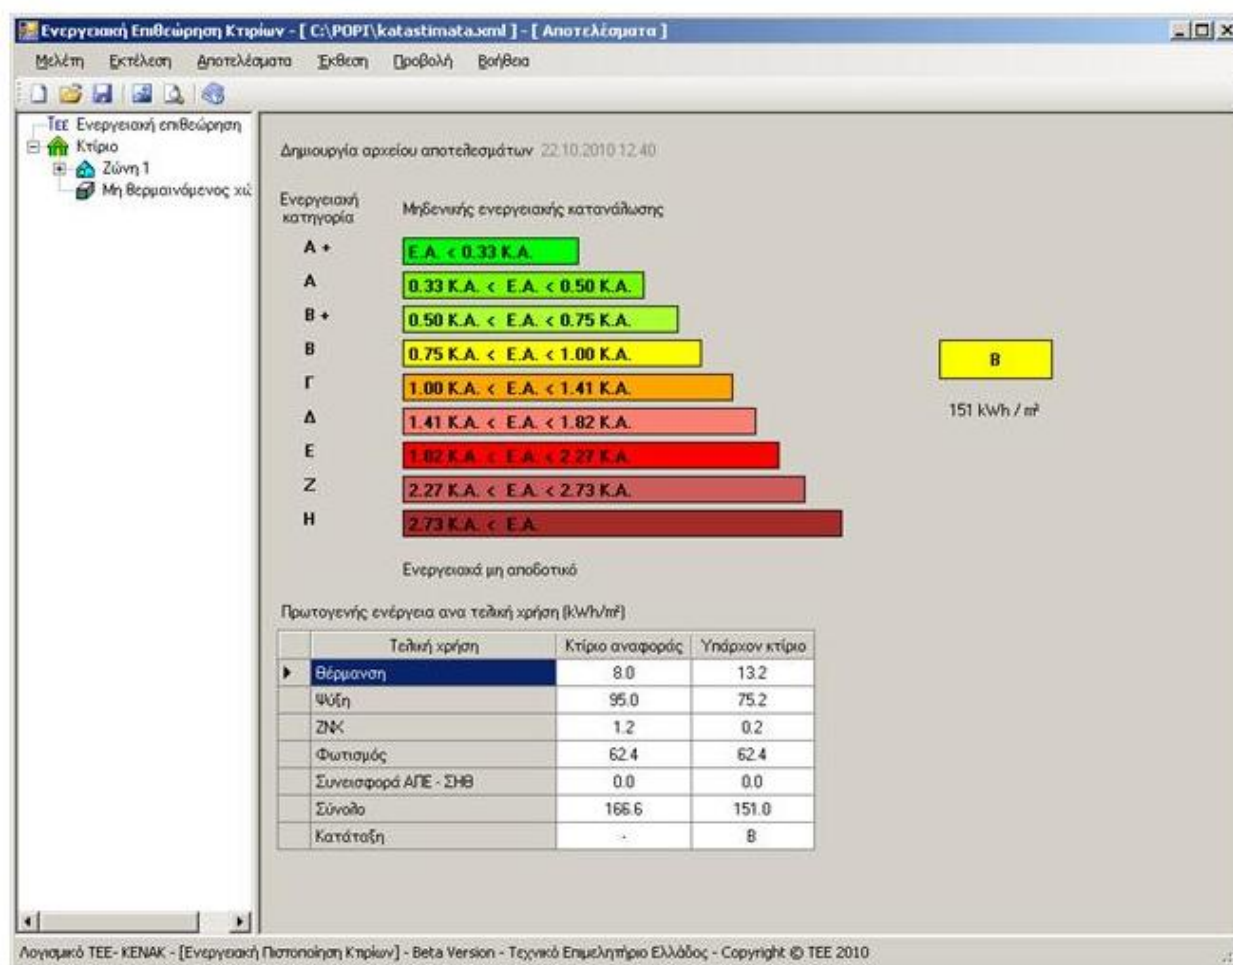 Ενεργειακή Επιθεώρηση Κτιρίων - [ C:\POPI\katastimata.xml ] - [ Αποτελέσματα ]
Μελέτη Εκτέλεση Αποτελέσματα Έκθεση Προβολή Βοήθεια
TEE Ενεργειακή επιθεώρηση
Κτίριο
Ζώνη 1
Μη θερμαινόμενος χώ
Δημιουργία αρχείου αποτελεσμάτων 22.10.2010 12.40
Ενεργειακή κατηγορία
Μηδενικής ενεργειακής κατανάλωσης
A + E.A. < 0.33 K.A.
A 0.33 K.A. < E.A. < 0.50 K.A.
B + 0.50 K.A. < E.A. < 0.75 K.A.
B 0.75 K.A. < E.A. < 1.00 K.A.
Γ 1.00 K.A. < E.A. < 1.41 K.A.
Δ 1.41 K.A. < E.A. < 1.82 K.A.
E 1.82 K.A. < E.A. < 2.27 K.A.
Z 2.27 K.A. < E.A. < 2.73 K.A.
H 2.73 K.A. < E.A.
B
151 kWh / m²
Ενεργειακά μη αποδοτικό
Πρωτογενής ενέργεια ανα τελική χρήση (kWh/m²)
Τελική χρήση Κτίριο αναφοράς Υπάρχον κτίριο
Θέρμανση 8.0 13.2
Ψύξη 95.0 75.2
ZNX 1.2 0.2
Φωτισμός 62.4 62.4
Συνεισφορά ΑΠΕ - ΣΗΘ 0.0 0.0
Σύνολο 166.6 151.0
Κατάταξη - B
Λογισμικό TEE- KENAK - [Ενεργειακή Πιστοποίηση Κτιρίων] - Beta Version - Τεχνικό Επιμελητήριο Ελλάδος - Copyright © TEE 2010